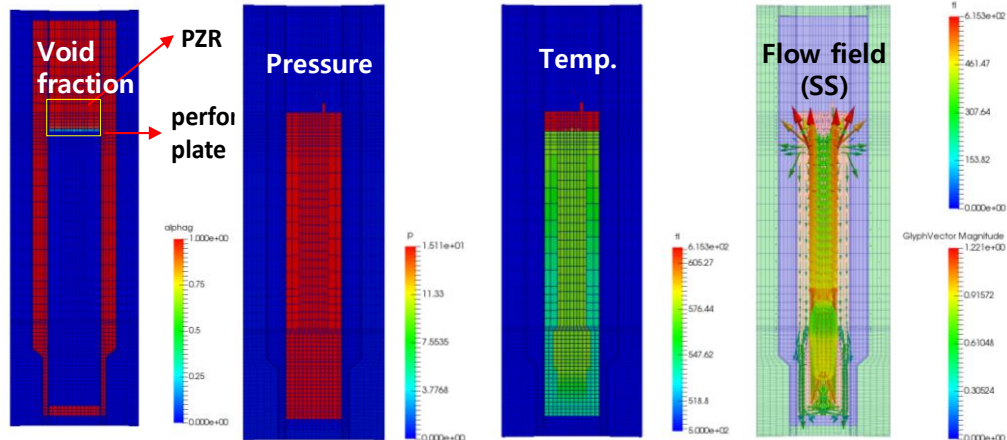 Void
fraction
PZR
perfor
plate
alphag
1.000e+00
0.75
0.5
0.25
0.000e+00
Pressure
p
1.511e+01
11.33
7.5535
3.7768
0.000e+00
Temp.
tl
6.153e+02
605.27
576.44
547.62
518.8
5.000e+02
Flow field
(SS)
tl
6.153e+02
461.47
307.64
153.82
0.000e+00
GlyphVector Magnitude
1.221e+00
0.91572
0.61048
0.30524
0.000e+00